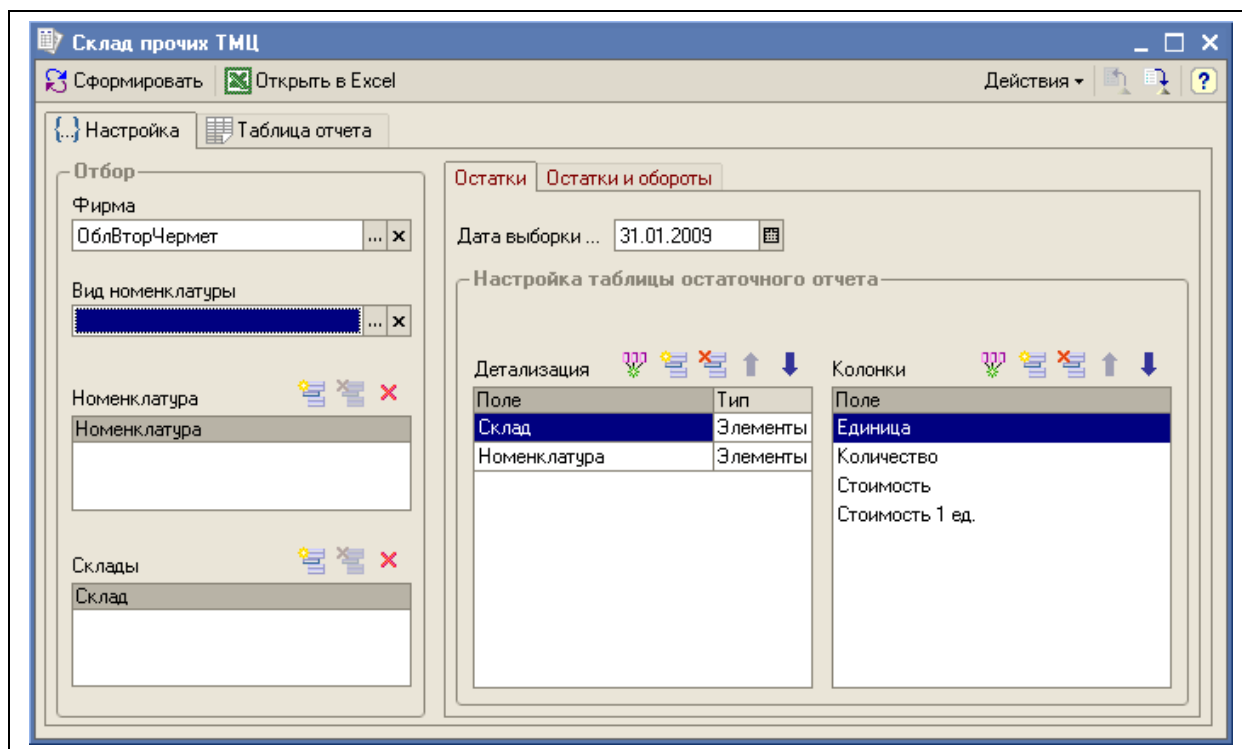 Склад прочих ТМЦ
Сформировать Открыть в Excel Действия ?
{...} Настройка Таблица отчета
Отбор
Фирма
ОблВторЧермет ... x
Вид номенклатуры
... x
Номенклатура
Номенклатура
Склады
Склад
Остатки Остатки и обороты
Дата выборки ... 31.01.2009
Настройка таблицы остаточного отчета
Детализация
Поле Тип
Склад Элементы
Номенклатура Элементы
Колонки
Поле
Единица
Количество
Стоимость
Стоимость 1 ед.